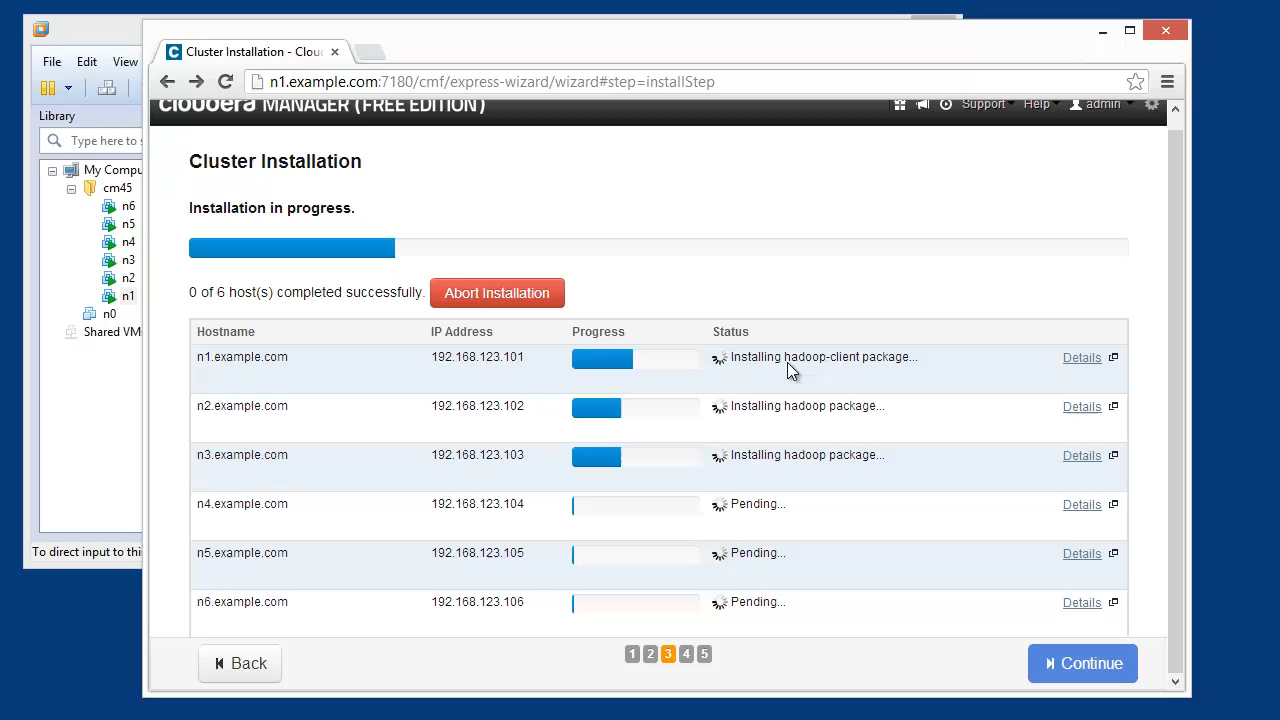 Cluster Installation - Clou
File Edit View
n1.example.com:7180/cmf/express-wizard/wizard#step=installStep
Library
Type here to s
My Compu
cm45
n6
n5
n4
n3
n2
n1
n0
Shared VM
To direct input to thi
cloudera MANAGER (FREE EDITION)
Support Help admin
Cluster Installation
Installation in progress.
0 of 6 host(s) completed successfully. Abort Installation
Hostname IP Address Progress Status
n1.example.com 192.168.123.101 Installing hadoop-client package... Details
n2.example.com 192.168.123.102 Installing hadoop package... Details
n3.example.com 192.168.123.103 Installing hadoop package... Details
n4.example.com 192.168.123.104 Pending... Details
n5.example.com 192.168.123.105 Pending... Details
n6.example.com 192.168.123.106 Pending... Details
Back 1 2 3 4 5 Continue